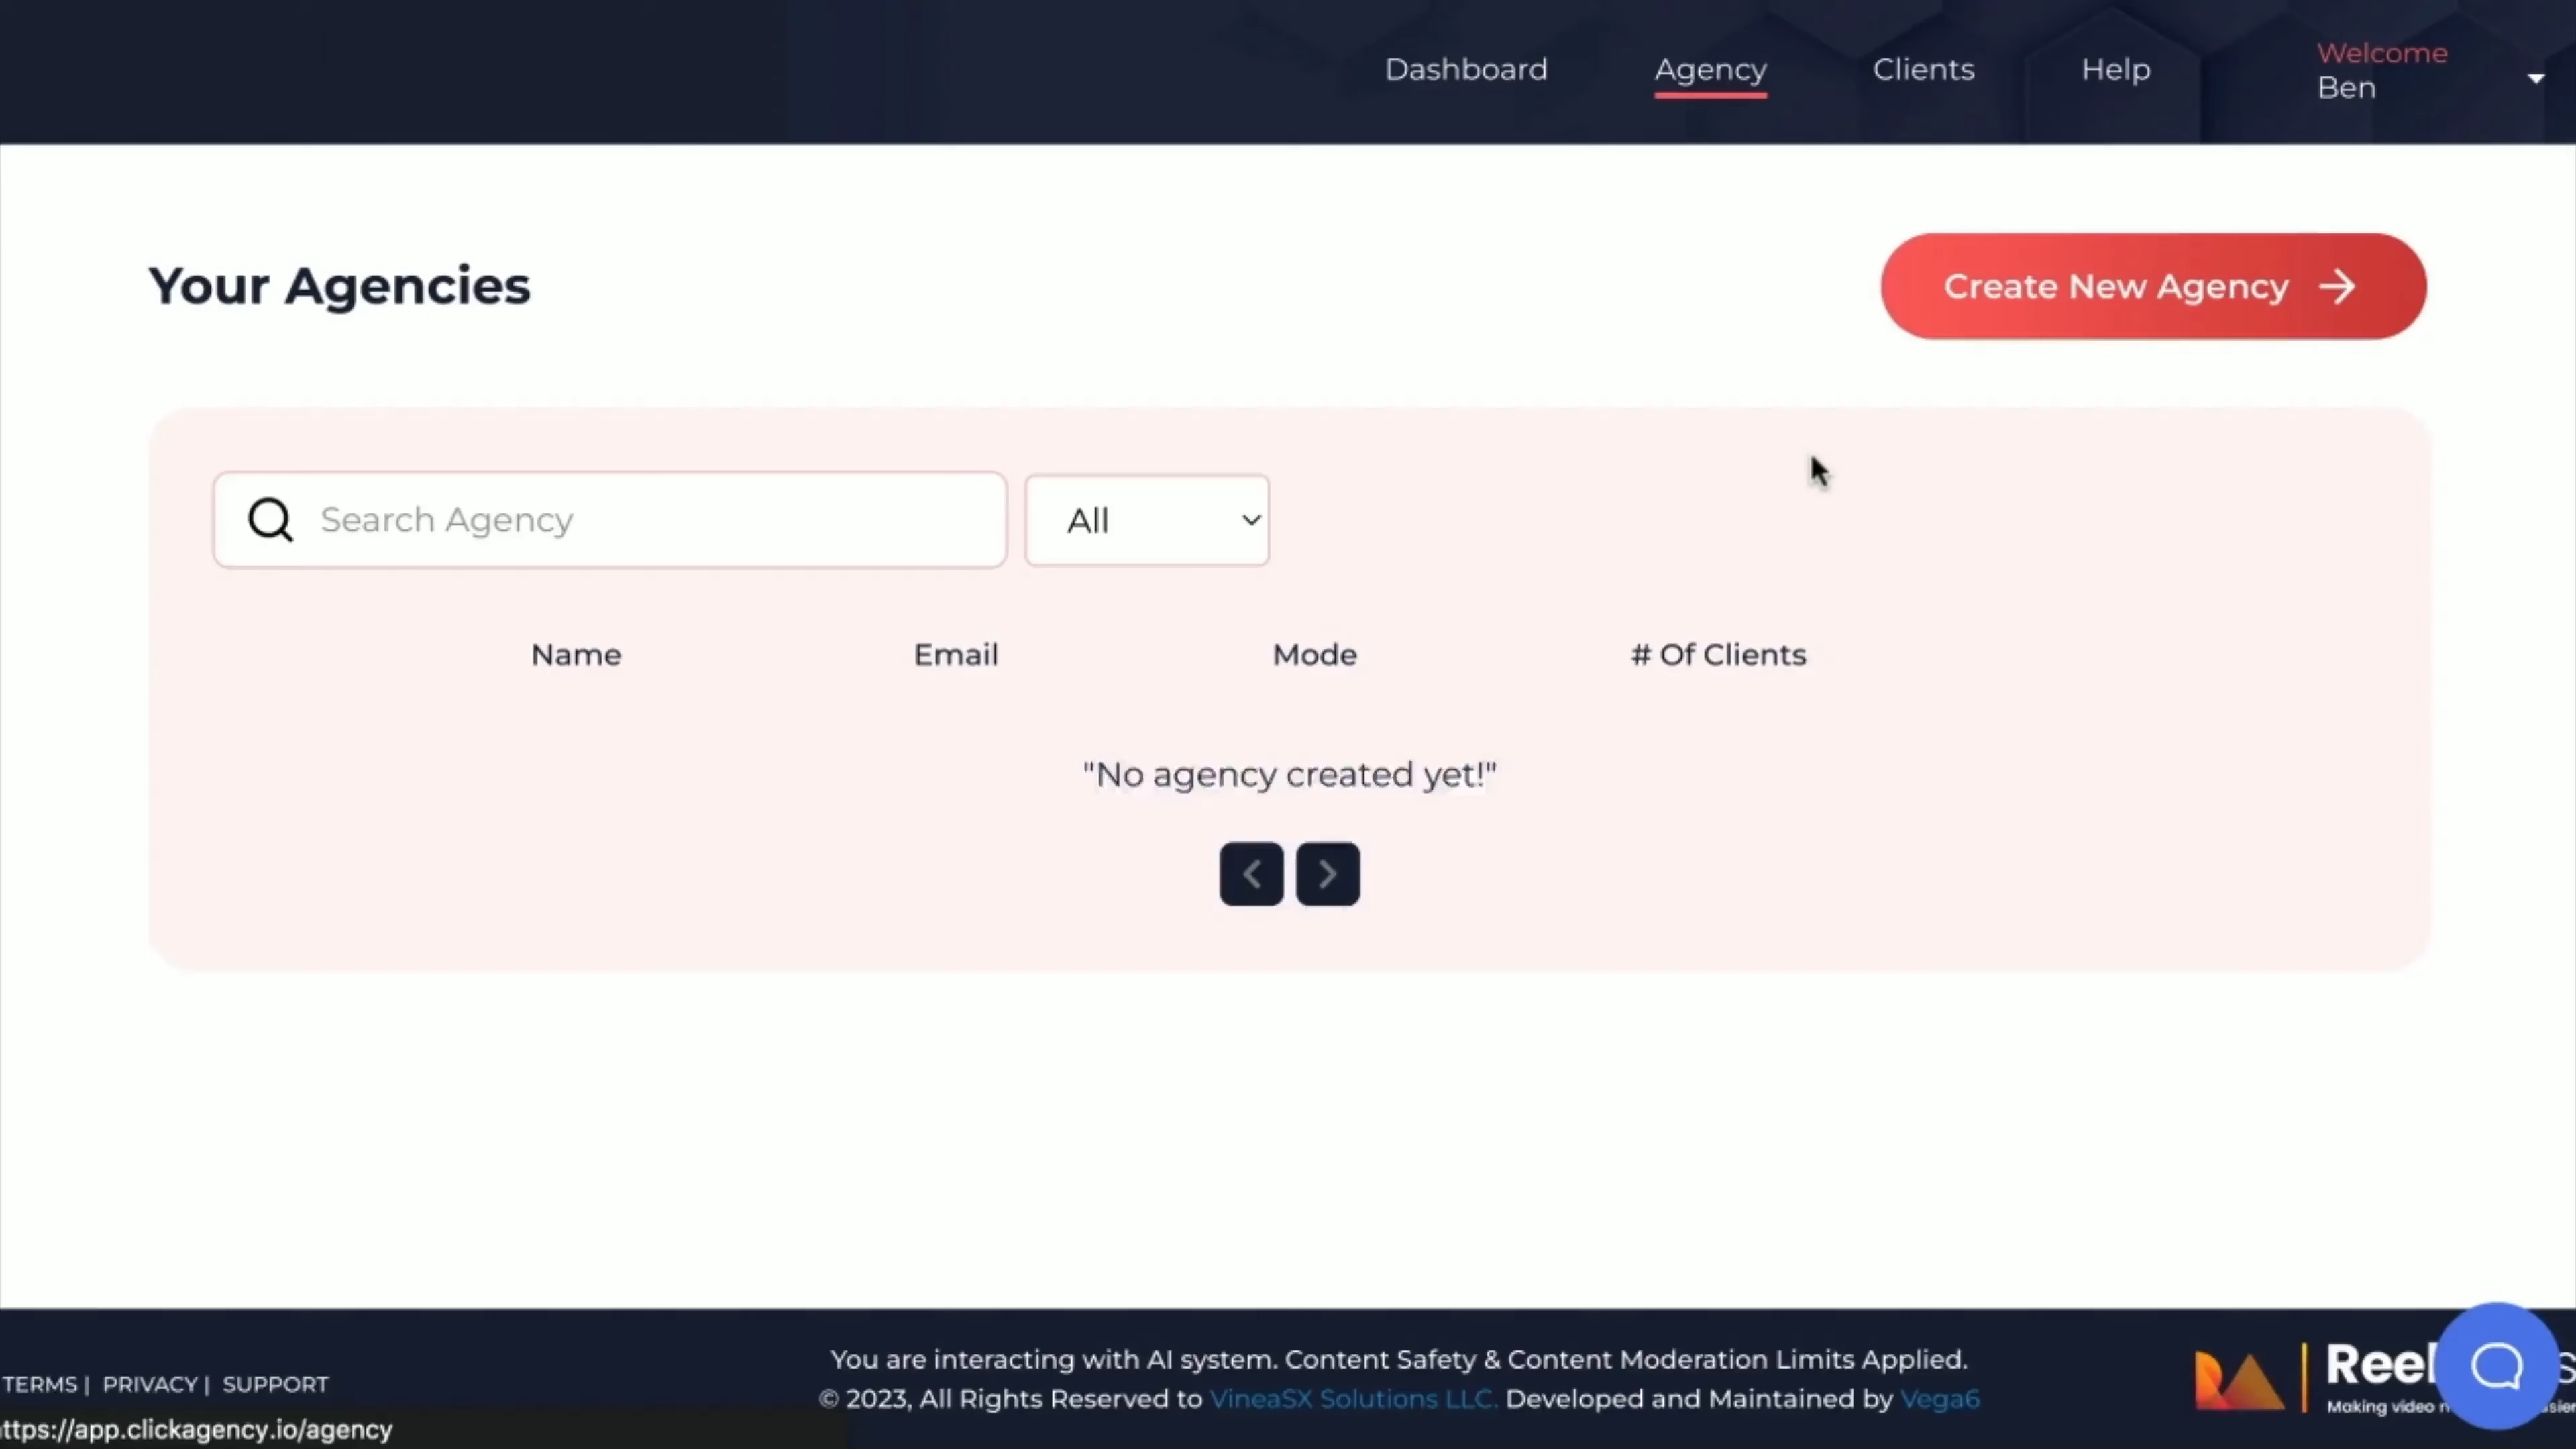 Dashboard
Agency
Clients
Help
Welcome
Ben
Your Agencies
Create New Agency
Search Agency
All
Name
Email
Mode
# Of Clients
"No agency created yet!"
TERMS | PRIVACY | SUPPORT
You are interacting with AI system. Content Safety & Content Moderation Limits Applied.
© 2023, All Rights Reserved to VineaSX Solutions LLC. Developed and Maintained by Vega6
Making video
ttps://app.clickagency.io/agency